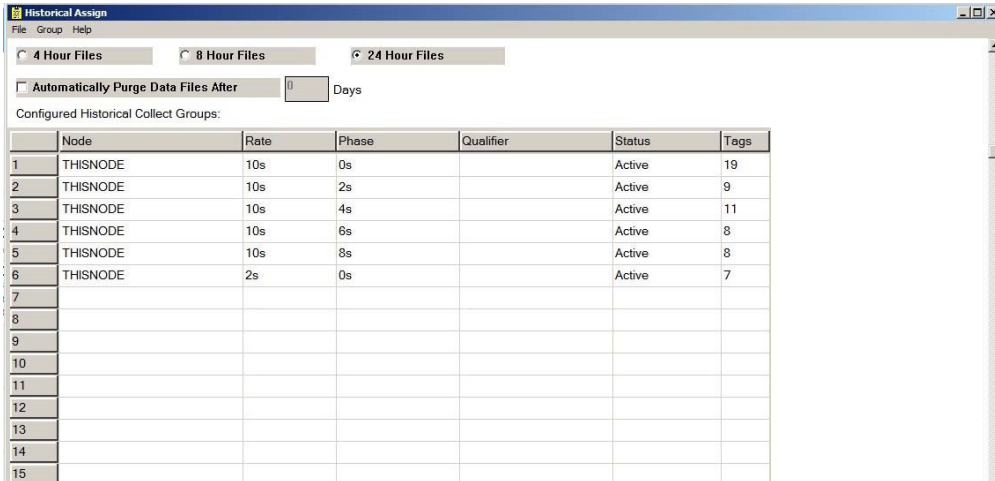 Historical Assign
File Group Help
4 Hour Files 8 Hour Files 24 Hour Files
Automatically Purge Data Files After 0 Days
Configured Historical Collect Groups:
Node Rate Phase Qualifier Status Tags
1 THISNODE 10s 0s Active 19
2 THISNODE 10s 2s Active 9
3 THISNODE 10s 4s Active 11
4 THISNODE 10s 6s Active 8
5 THISNODE 10s 8s Active 8
6 THISNODE 2s 0s Active 7
7
8
9
10
11
12
13
14
15